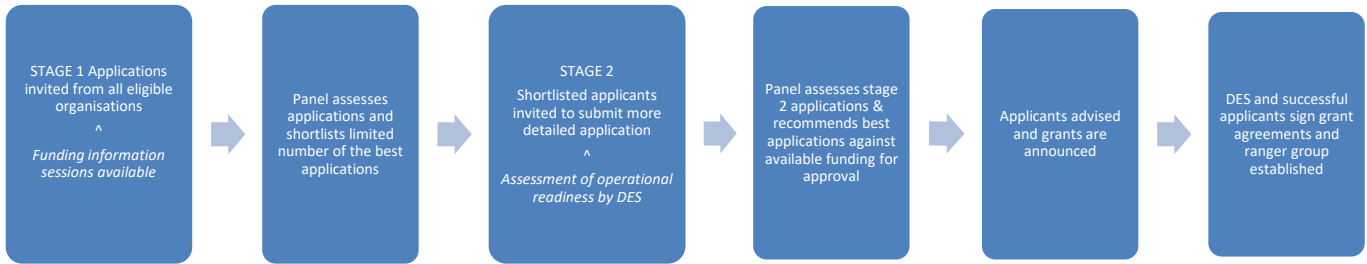 STAGE 1 Applications
invited from all eligible
organisations
^
Funding information
sessions available
Panel assesses
applications and
shortlists limited
number of the best
applications
STAGE 2
Shortlisted applicants
invited to submit more
detailed application
^
Assessment of operational
readiness by DES
Panel assesses stage
2 applications &
recommends best
applications against
available funding for
approval
Applicants advised
and grants are
announced
DES and successful
applicants sign grant
agreements and
ranger group
established